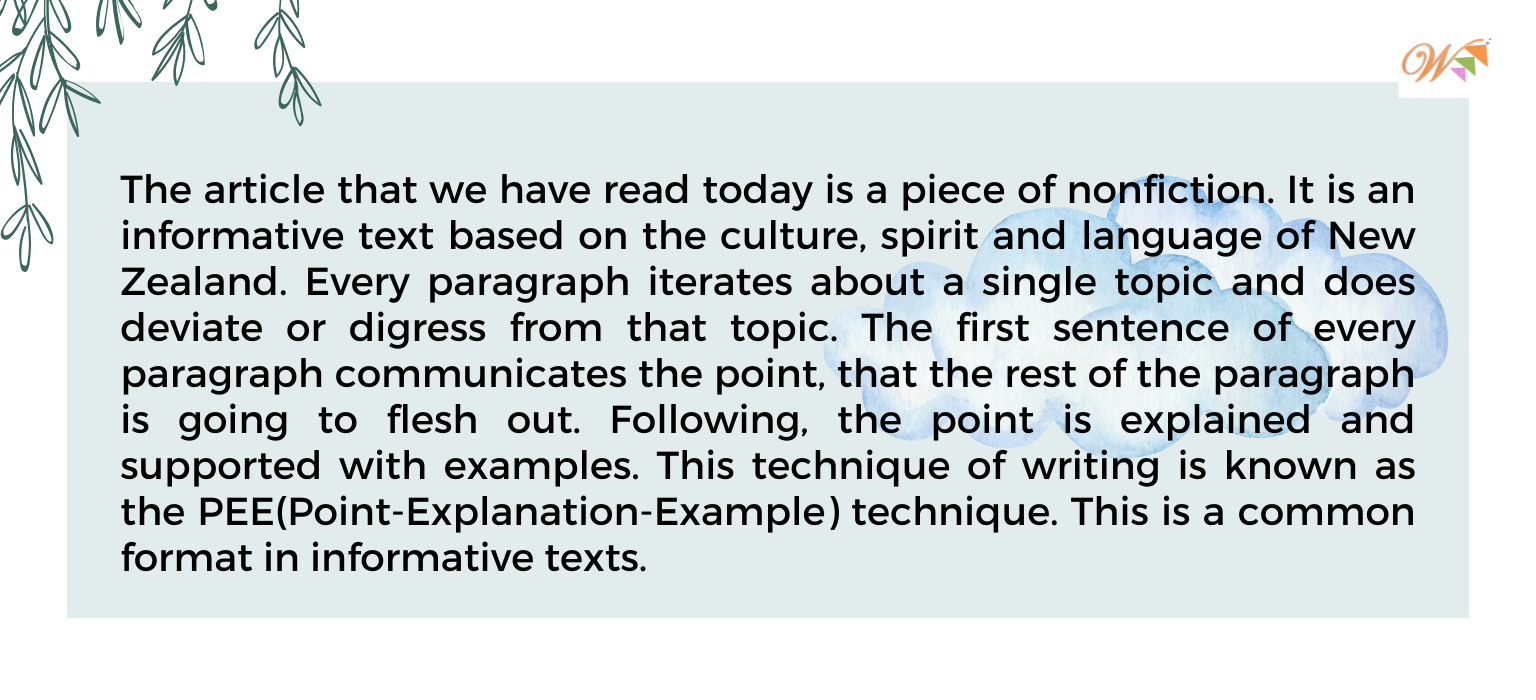 W
The article that we have read today is a piece of nonfiction. It is an
informative text based on the culture, spirit and language of New
Zealand. Every paragraph iterates about a single topic and does
deviate or digress from that topic. The first sentence of every
paragraph communicates the point, that the rest of the paragraph
is going to flesh out. Following, the point is explained and
supported with examples. This technique of writing is known as
the PEE(Point-Explanation-Example) technique. This is a common
format in informative texts.